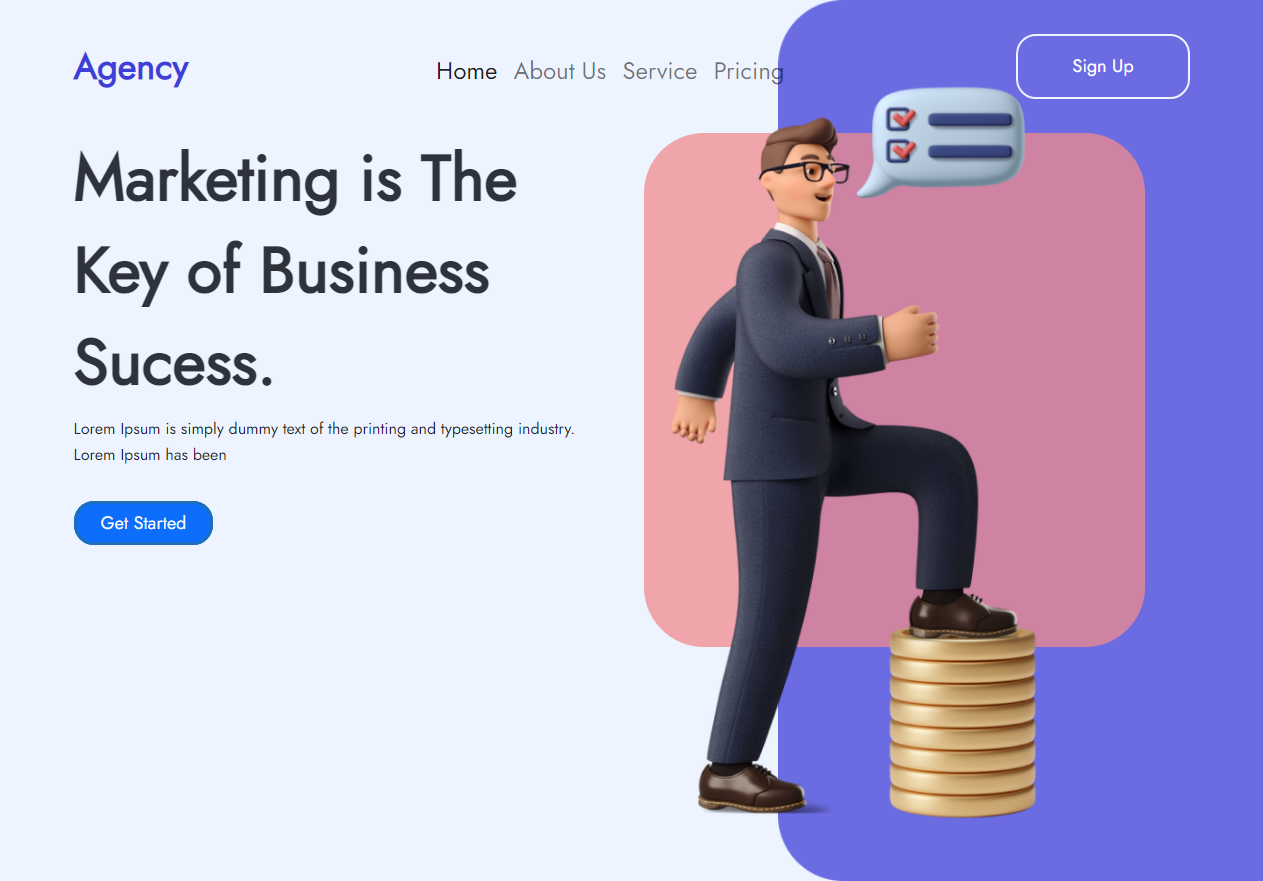 Agency
Home About Us Service Pricing
Sign Up
Marketing is The
Key of Business
Sucess.
Lorem Ipsum is simply dummy text of the printing and typesetting industry.
Lorem Ipsum has been
Get Started